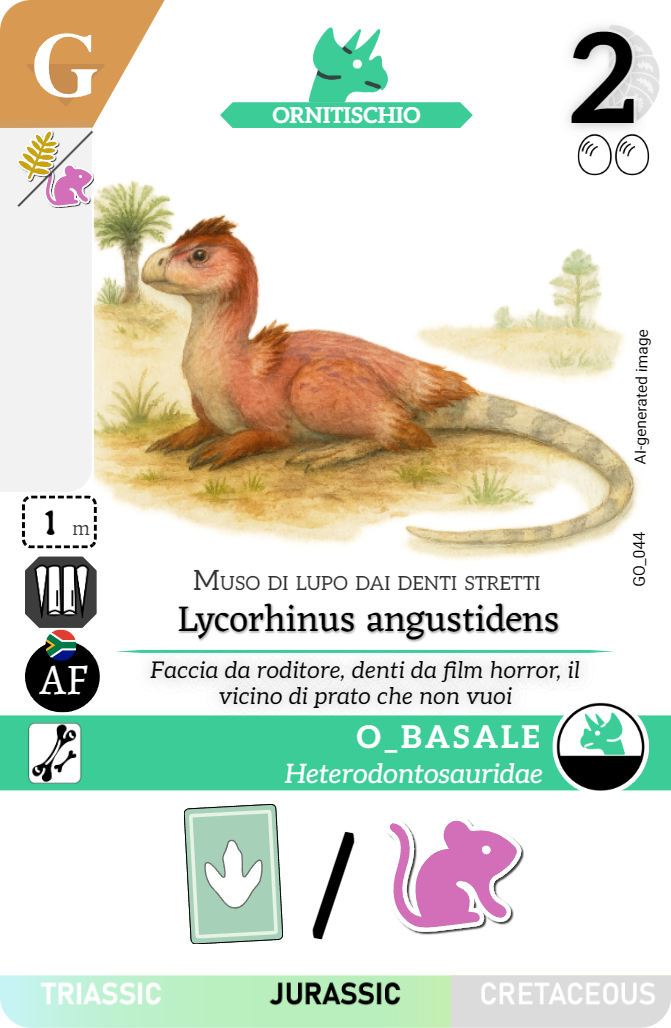 G
ORNITISCHIO
2
AI-generated image
1 m
GO_044
MUSO DI LUPO DAI DENTI STRETTI
Lycorhinus angustidens
AF
Faccia da roditore, denti da film horror, il
vicino di prato che non vuoi
O_BASALE
Heterodontosauridae
/
TRIASSIC JURASSIC CRETACEOUS